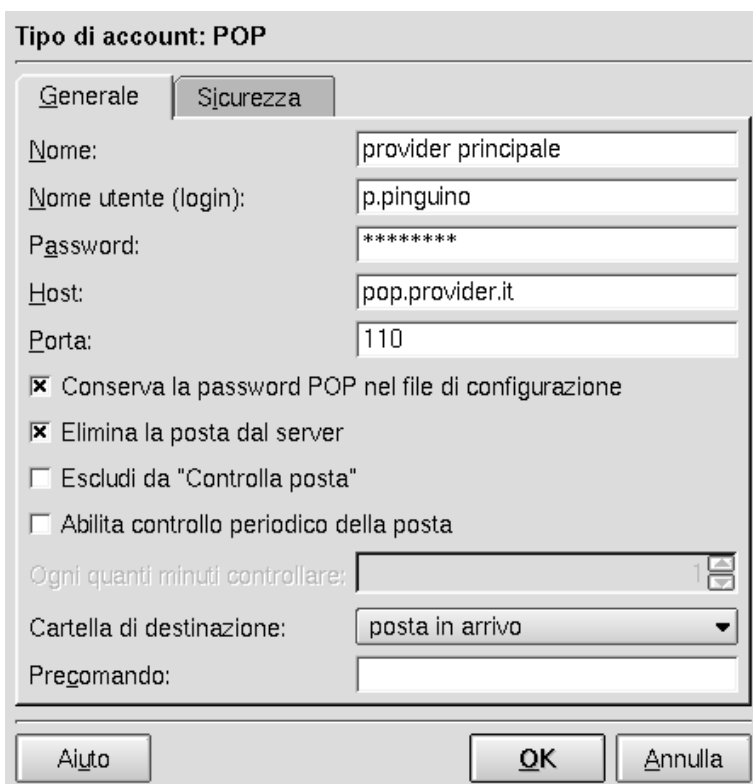 Tipo di account: POP
Generale Sicurezza
Nome: provider principale
Nome utente (login): p.pinguino
Password: ********
Host: pop.provider.it
Porta: 110
Conserva la password POP nel file di configurazione
Elimina la posta dal server
Escludi da "Controlla posta"
Abilita controllo periodico della posta
Ogni quanti minuti controllare: 1
Cartella di destinazione: posta in arrivo
Precomando:
Aiuto OK Annulla